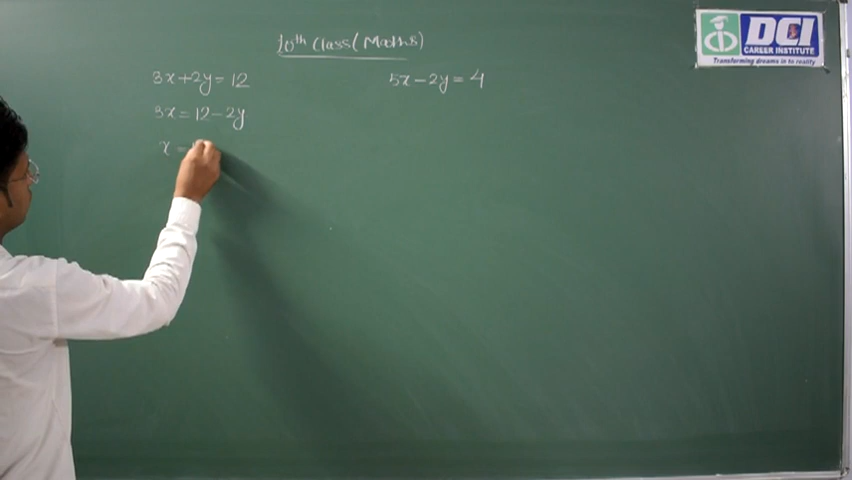 10th Class (Maths)
3x+2y=12
3x=12-2y
x=
5x-2y=4
DCI
CAREER INSTITUTE
Transforming dreams in to reality